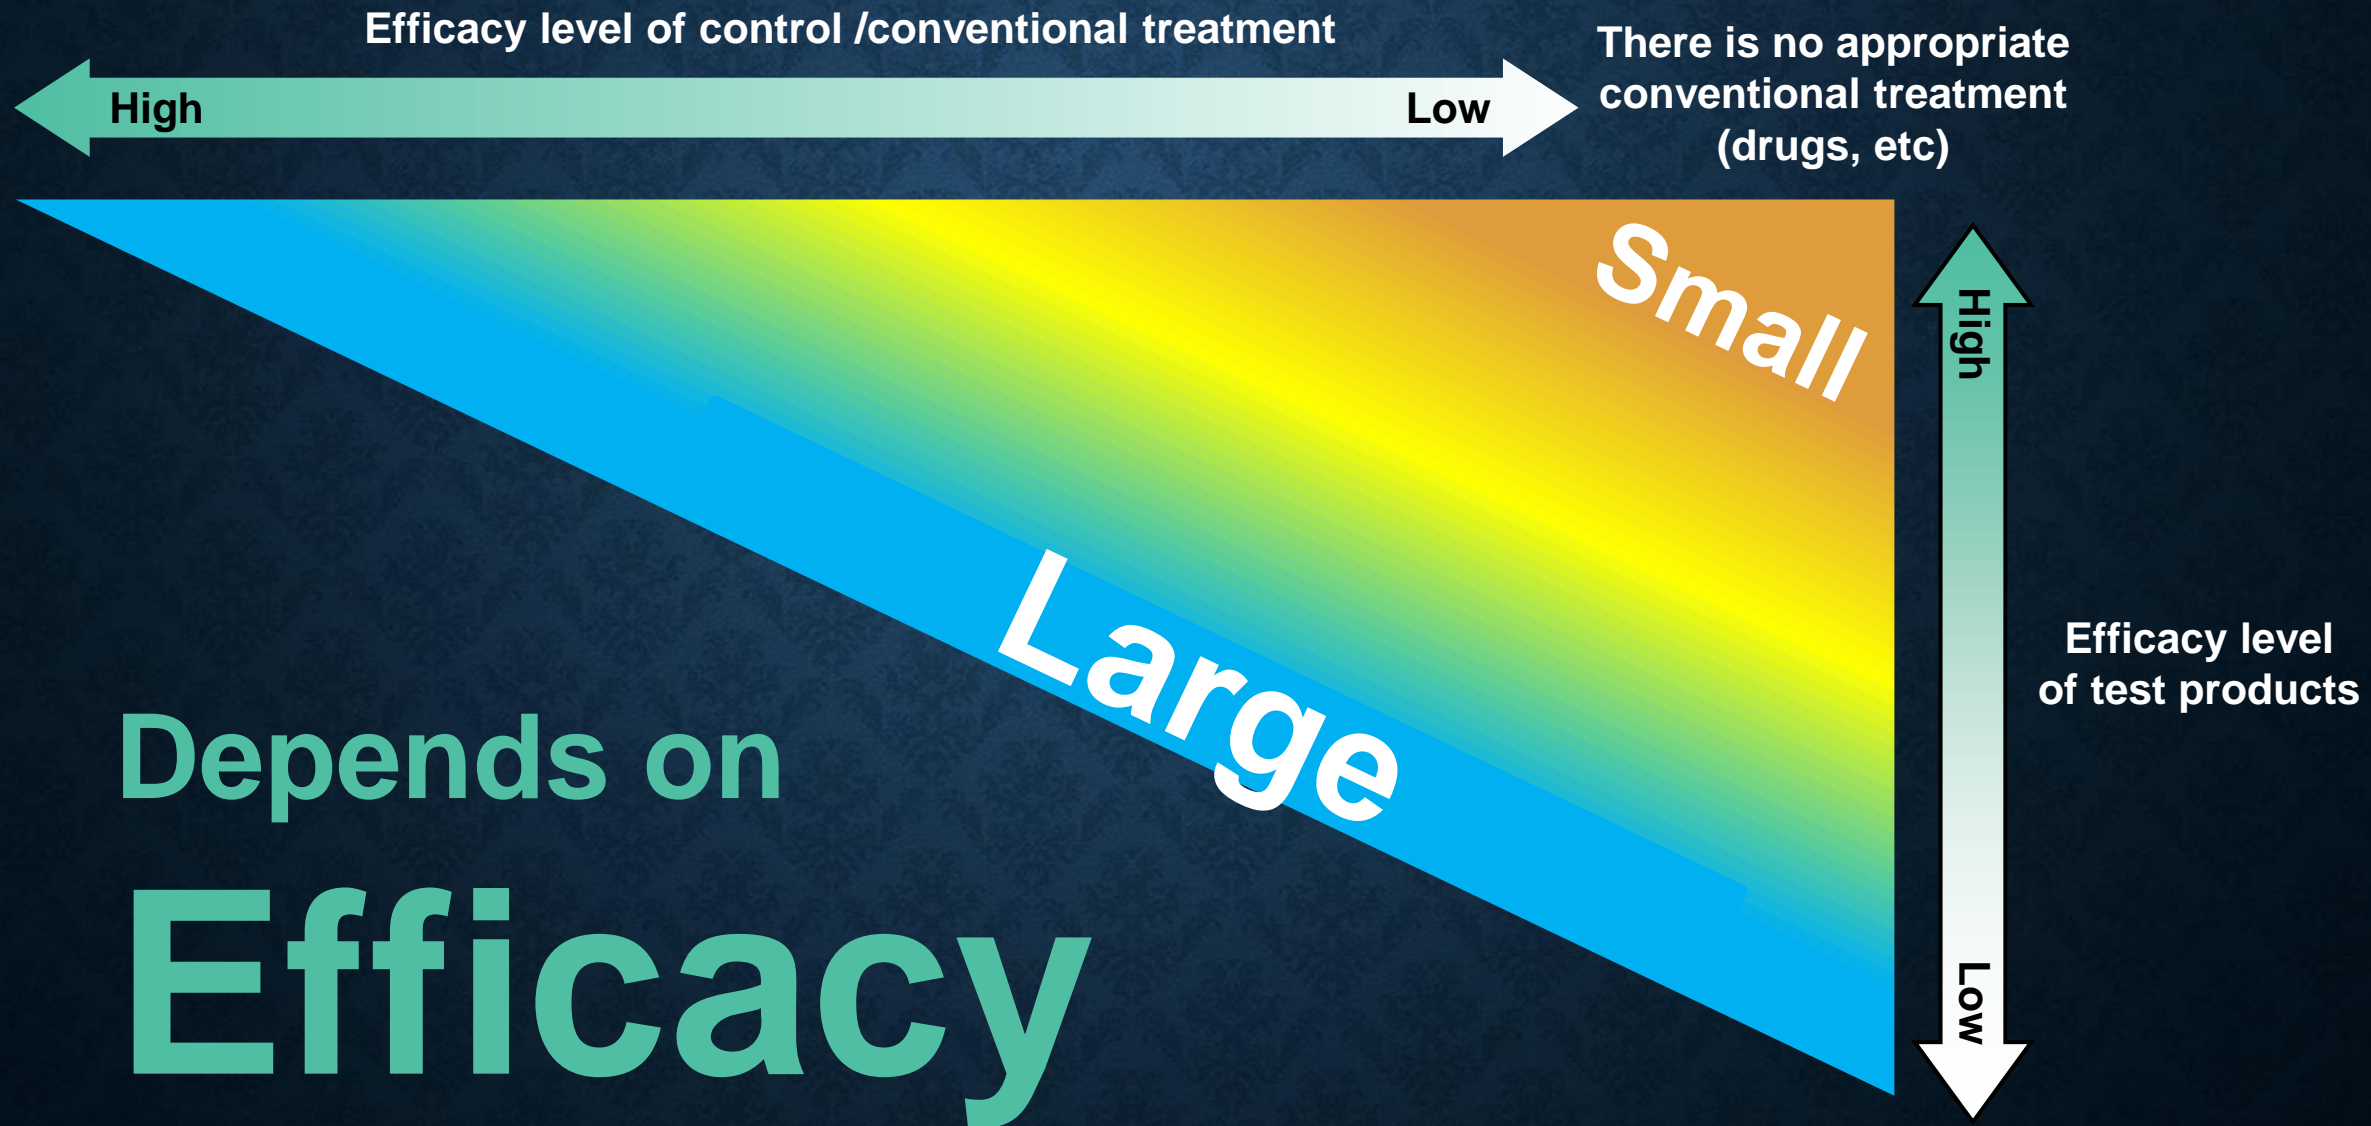 Efficacy level of control /conventional treatment
High
Low
There is no appropriate
conventional treatment
(drugs, etc)
Small
Large
High
Low
Efficacy level
of test products
Depends on
Efficacy